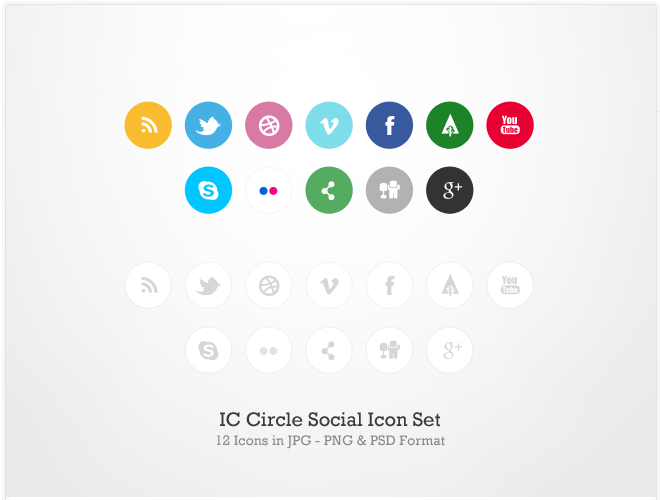 You
Tube
g+
You
Tube
g+
IC Circle Social Icon Set
12 Icons in JPG - PNG & PSD Format